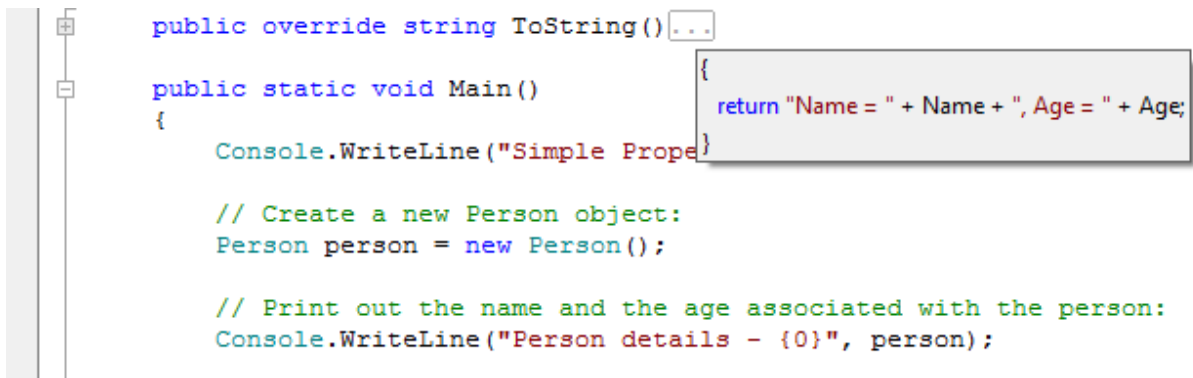 public override string ToString()...
{
return "Name = " + Name + ", Age = " + Age;
}
public static void Main()
{
Console.WriteLine("Simple Prope
// Create a new Person object:
Person person = new Person();
// Print out the name and the age associated with the person:
Console.WriteLine("Person details - {0}", person);